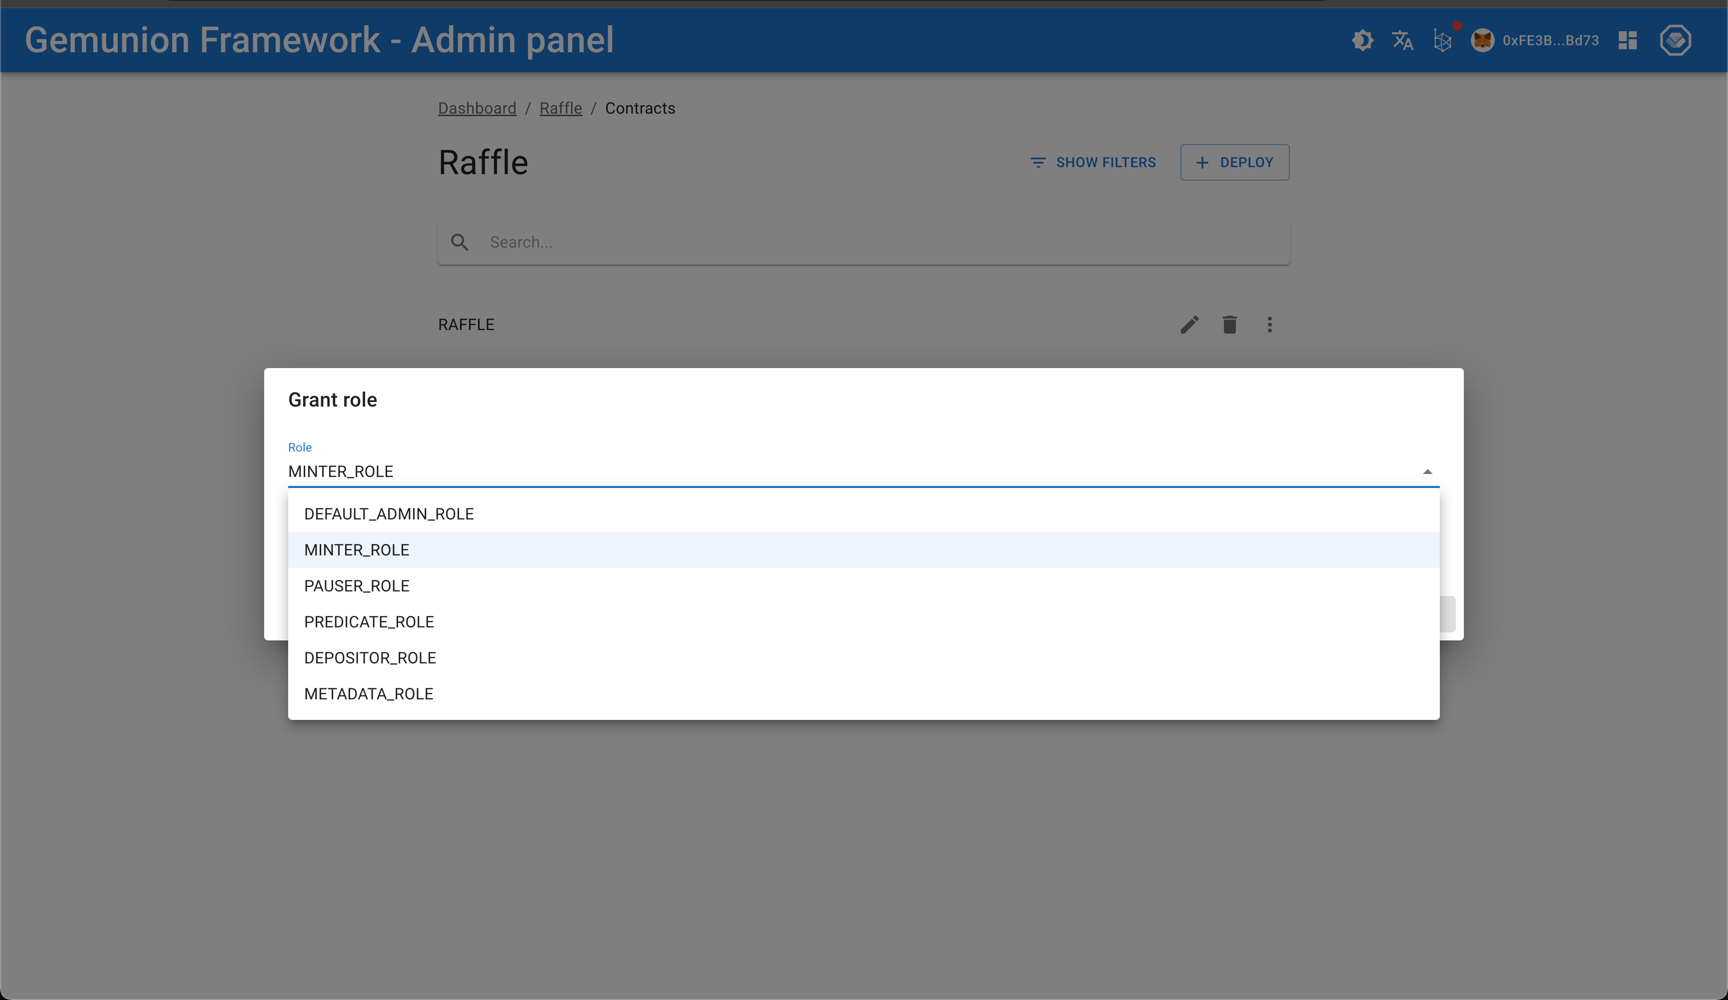 Gemunion Framework - Admin panel
0xFE3B...Bd73
Dashboard / Raffle / Contracts
Raffle
SHOW FILTERS
+ DEPLOY
Search...
RAFFLE
Grant role
Role
MINTER_ROLE
DEFAULT_ADMIN_ROLE
MINTER_ROLE
PAUSER_ROLE
PREDICATE_ROLE
DEPOSITOR_ROLE
METADATA_ROLE